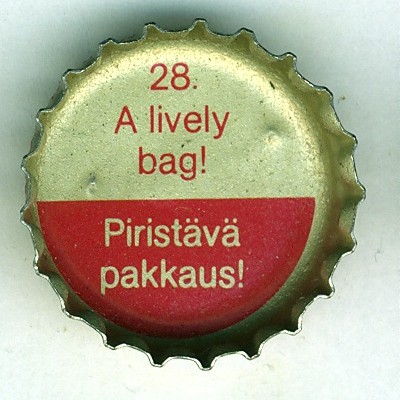 28.
A lively
bag!
Piristävä
pakkaus!